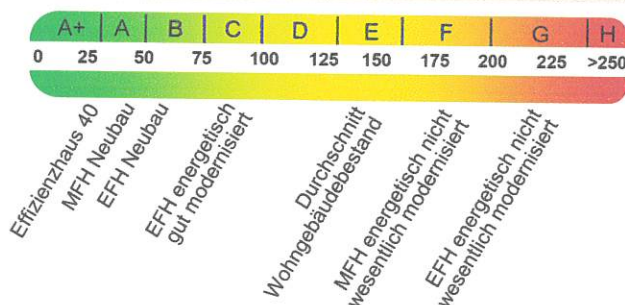 A+ A B C D E F G H
0 25 50 75 100 125 150 175 200 225 >250
Effizienzhaus 40
MFH Neubau
EFH Neubau
EFH energetisch
gut modernisiert
Durchschnitt
Wohngebäudebestand
MFH energetisch nicht
wesentlich modernisiert
EFH energetisch nicht
wesentlich modernisiert